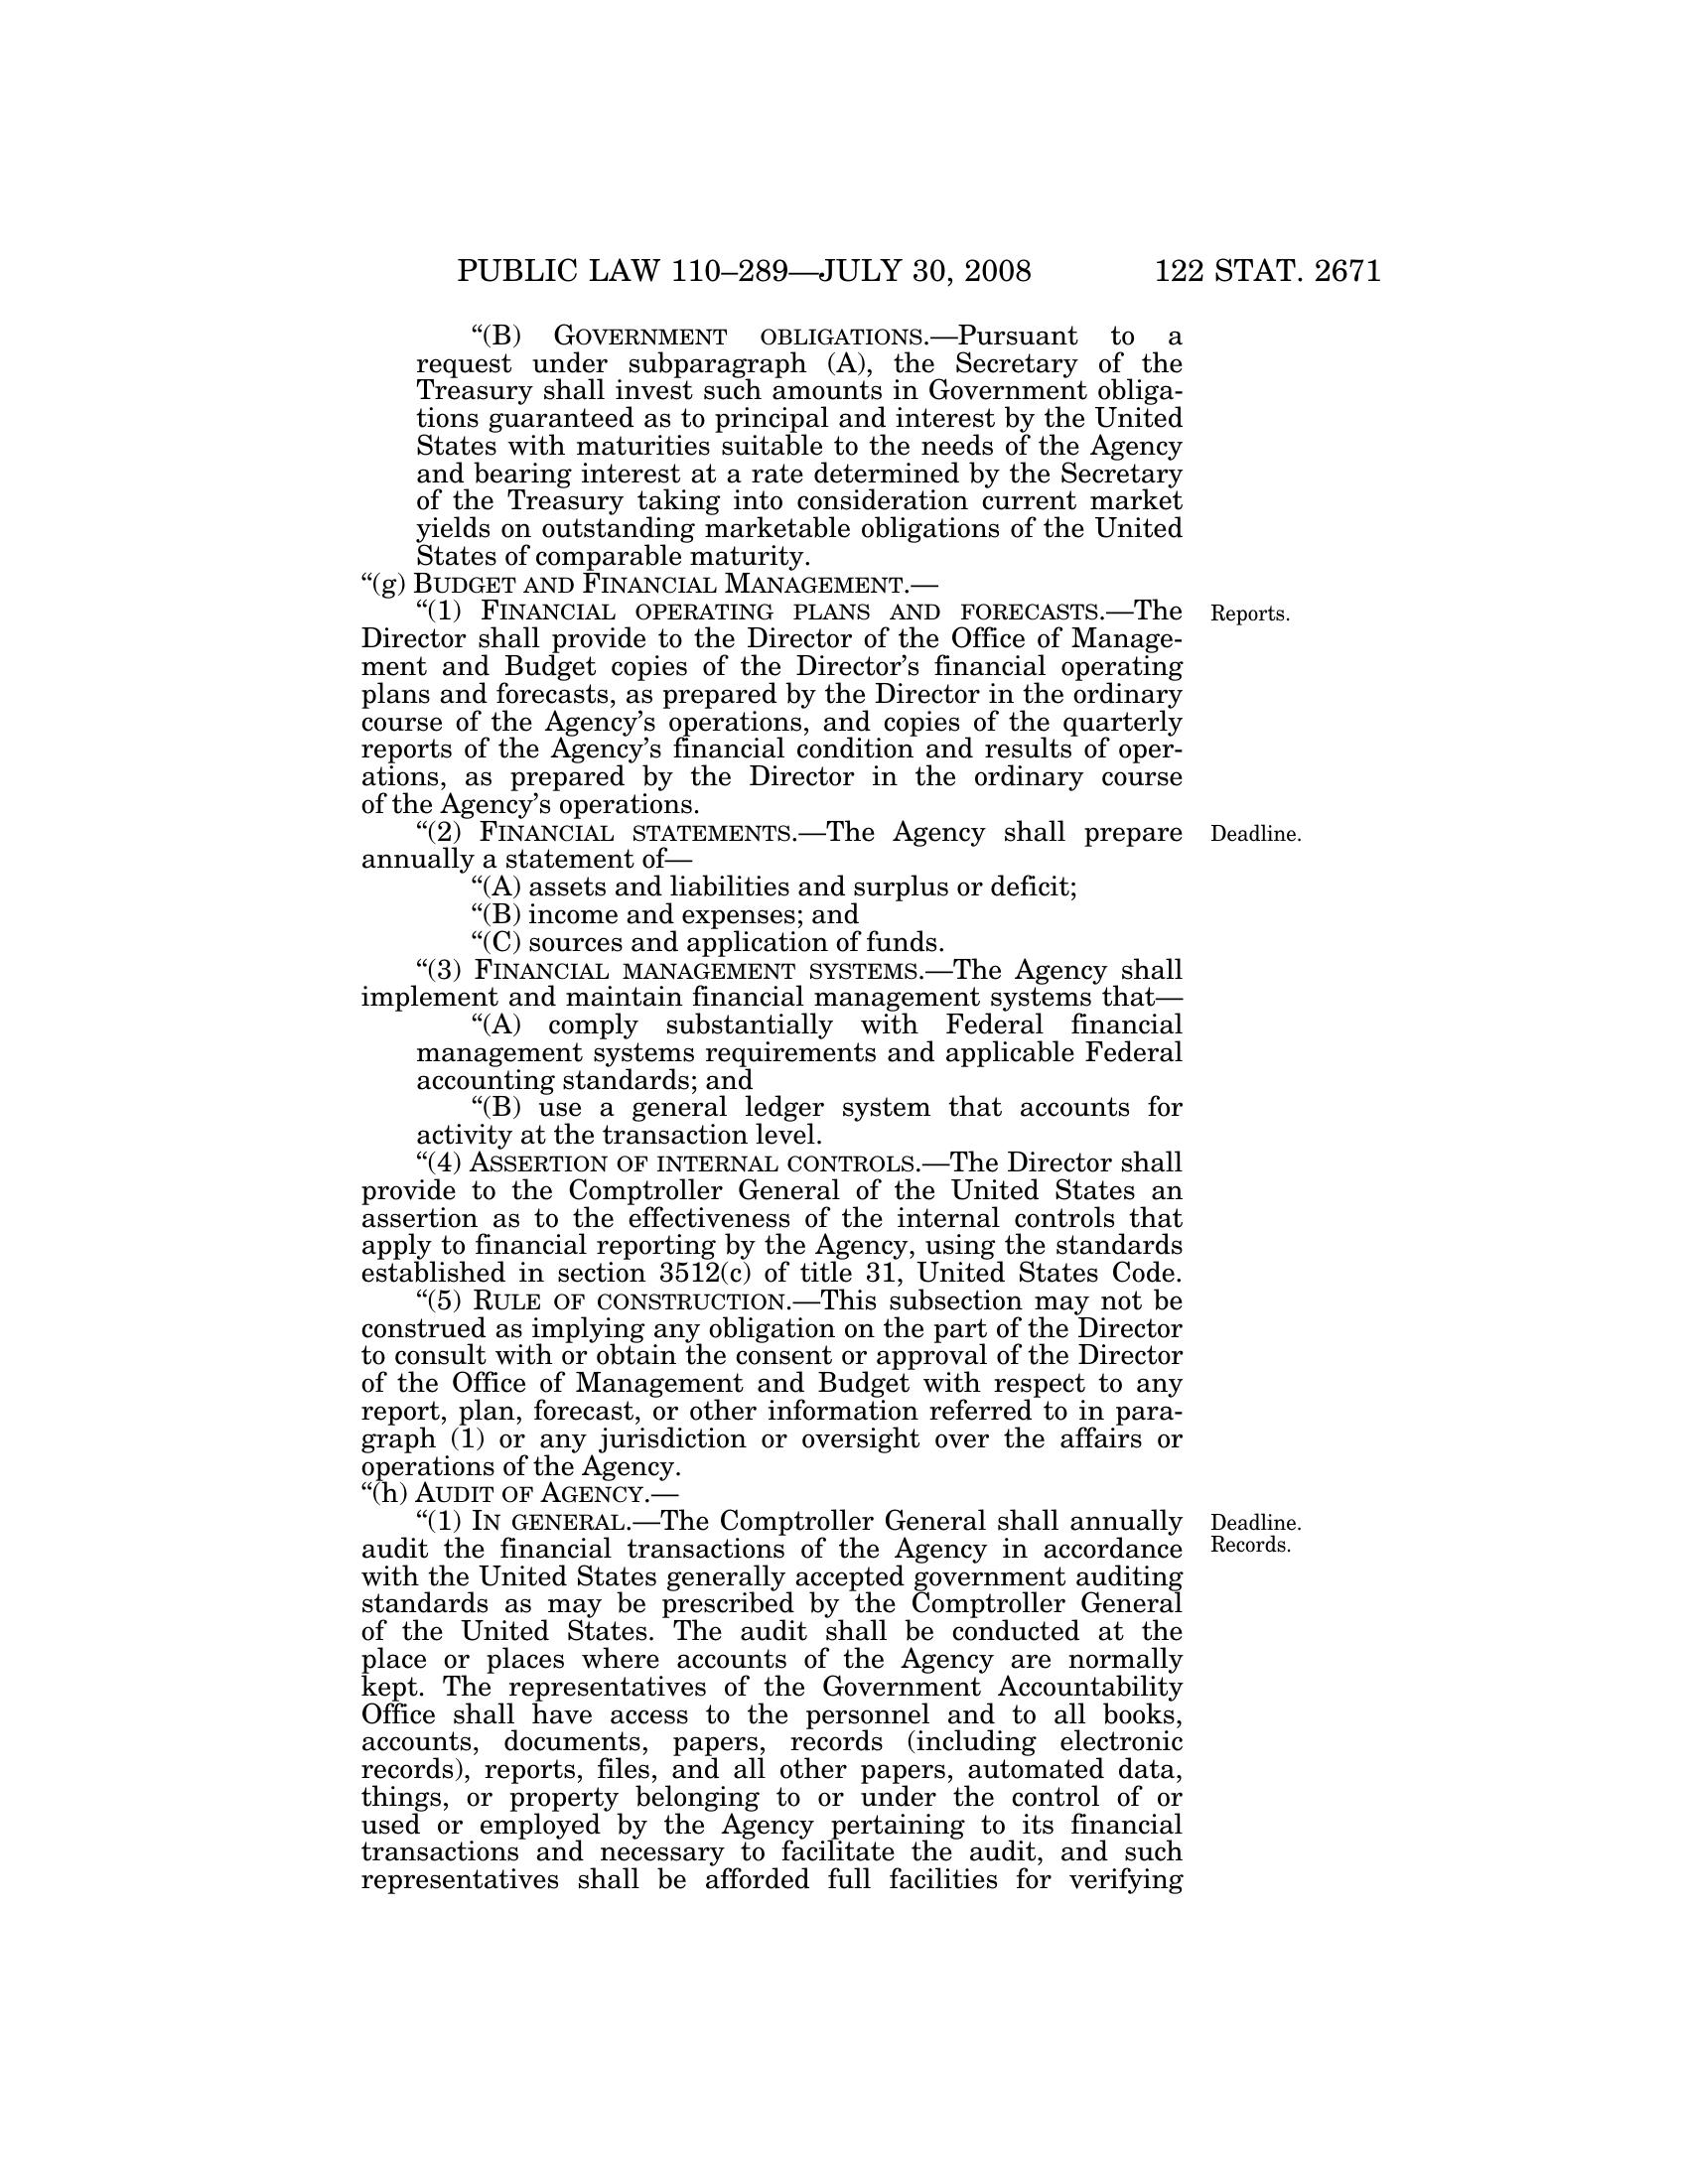 PUBLIC LAW 110–289—JULY 30, 2008 122 STAT. 2671
“(B) GOVERNMENT OBLIGATIONS.—Pursuant to a
request under subparagraph (A), the Secretary of the
Treasury shall invest such amounts in Government obliga-
tions guaranteed as to principal and interest by the United
States with maturities suitable to the needs of the Agency
and bearing interest at a rate determined by the Secretary
of the Treasury taking into consideration current market
yields on outstanding marketable obligations of the United
States of comparable maturity.
“(g) BUDGET AND FINANCIAL MANAGEMENT.—
“(1) FINANCIAL OPERATING PLANS AND FORECASTS.—The
Reports.
Director shall provide to the Director of the Office of Manage-
ment and Budget copies of the Director’s financial operating
plans and forecasts, as prepared by the Director in the ordinary
course of the Agency’s operations, and copies of the quarterly
reports of the Agency’s financial condition and results of oper-
ations, as prepared by the Director in the ordinary course
of the Agency’s operations.
“(2) FINANCIAL STATEMENTS.—The Agency shall prepare
Deadline.
annually a statement of—
“(A) assets and liabilities and surplus or deficit;
“(B) income and expenses; and
“(C) sources and application of funds.
“(3) FINANCIAL MANAGEMENT SYSTEMS.—The Agency shall
implement and maintain financial management systems that—
“(A) comply substantially with Federal financial
management systems requirements and applicable Federal
accounting standards; and
“(B) use a general ledger system that accounts for
activity at the transaction level.
“(4) ASSERTION OF INTERNAL CONTROLS.—The Director shall
provide to the Comptroller General of the United States an
assertion as to the effectiveness of the internal controls that
apply to financial reporting by the Agency, using the standards
established in section 3512(c) of title 31, United States Code.
“(5) RULE OF CONSTRUCTION.—This subsection may not be
construed as implying any obligation on the part of the Director
to consult with or obtain the consent or approval of the Director
of the Office of Management and Budget with respect to any
report, plan, forecast, or other information referred to in para-
graph (1) or any jurisdiction or oversight over the affairs or
operations of the Agency.
“(h) AUDIT OF AGENCY.—
“(1) IN GENERAL.—The Comptroller General shall annually
Deadline.
Records.
audit the financial transactions of the Agency in accordance
with the United States generally accepted government auditing
standards as may be prescribed by the Comptroller General
of the United States. The audit shall be conducted at the
place or places where accounts of the Agency are normally
kept. The representatives of the Government Accountability
Office shall have access to the personnel and to all books,
accounts, documents, papers, records (including electronic
records), reports, files, and all other papers, automated data,
things, or property belonging to or under the control of or
used or employed by the Agency pertaining to its financial
transactions and necessary to facilitate the audit, and such
representatives shall be afforded full facilities for verifying